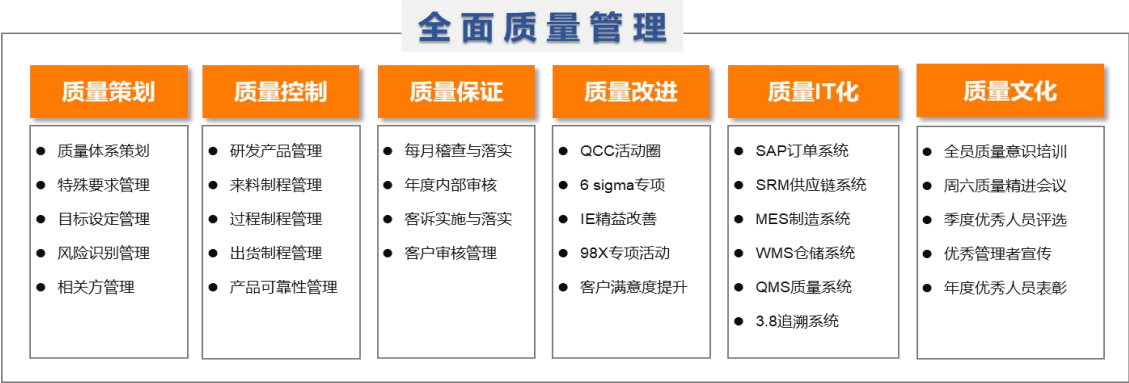 全面质量管理
质量策划
质量体系策划
特殊要求管理
目标设定管理
风险识别管理
相关方管理
质量控制
研发产品管理
来料制程管理
过程制程管理
出货制程管理
产品可靠性管理
质量保证
每月稽查与落实
年度内部审核
客诉实施与落实
客户审核管理
质量改进
QCC活动圈
6 sigma专项
IE精益改善
98X专项活动
客户满意度提升
质量IT化
SAP订单系统
SRM供应链系统
MES制造系统
WMS仓储系统
QMS质量系统
3.8追溯系统
质量文化
全员质量意识培训
周六质量精进会议
季度优秀人员评选
优秀管理者宣传
年度优秀人员表彰